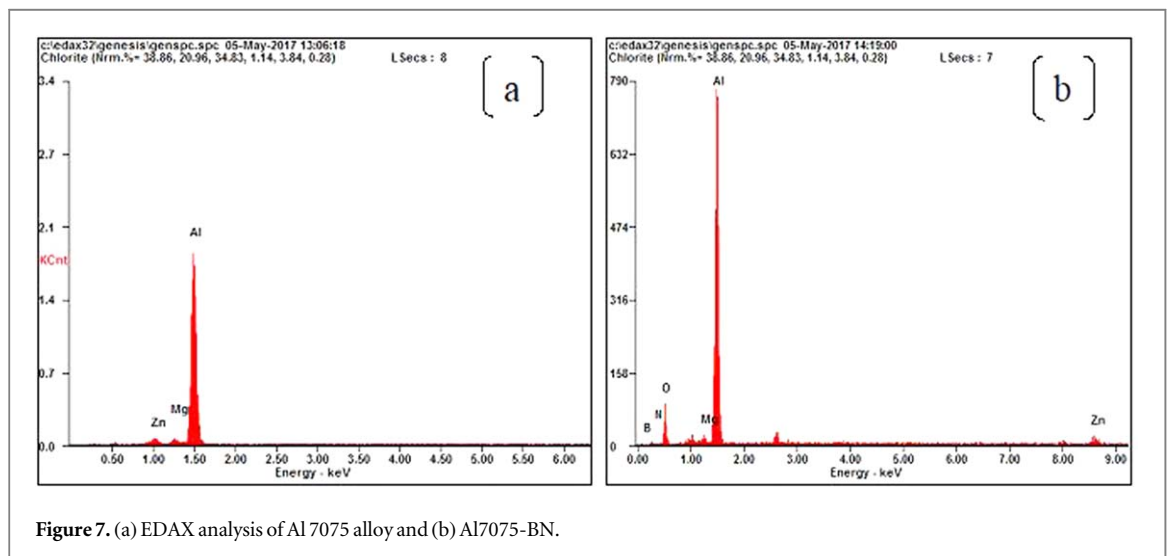 c:\edax32\genesis\genspc.spc 05-May-2017 13:06:18
Chlorite (Nrm.%= 38.86, 20.96, 34.83, 1.14, 3.84, 0.28) LSecs : 8
a
3.4
2.7
2.1
KCnt
1.4
0.7
0.0
Al
Zn
Mg
0.50 1.00 1.50 2.00 2.50 3.00 3.50 4.00 4.50 5.00 5.50 6.00
Energy - keV
c:\edax32\genesis\genspc.spc 05-May-2017 14:19:00
Chlorite (Nrm.%= 38.86, 20.96, 34.83, 1.14, 3.84, 0.28) LSecs : 7
b
790
632
474
316
158
0
Al
O
N
B
Mg
Zn
0.00 1.00 2.00 3.00 4.00 5.00 6.00 7.00 8.00 9.00
Energy - keV
Figure 7. (a) EDAX analysis of Al 7075 alloy and (b) Al7075-BN.